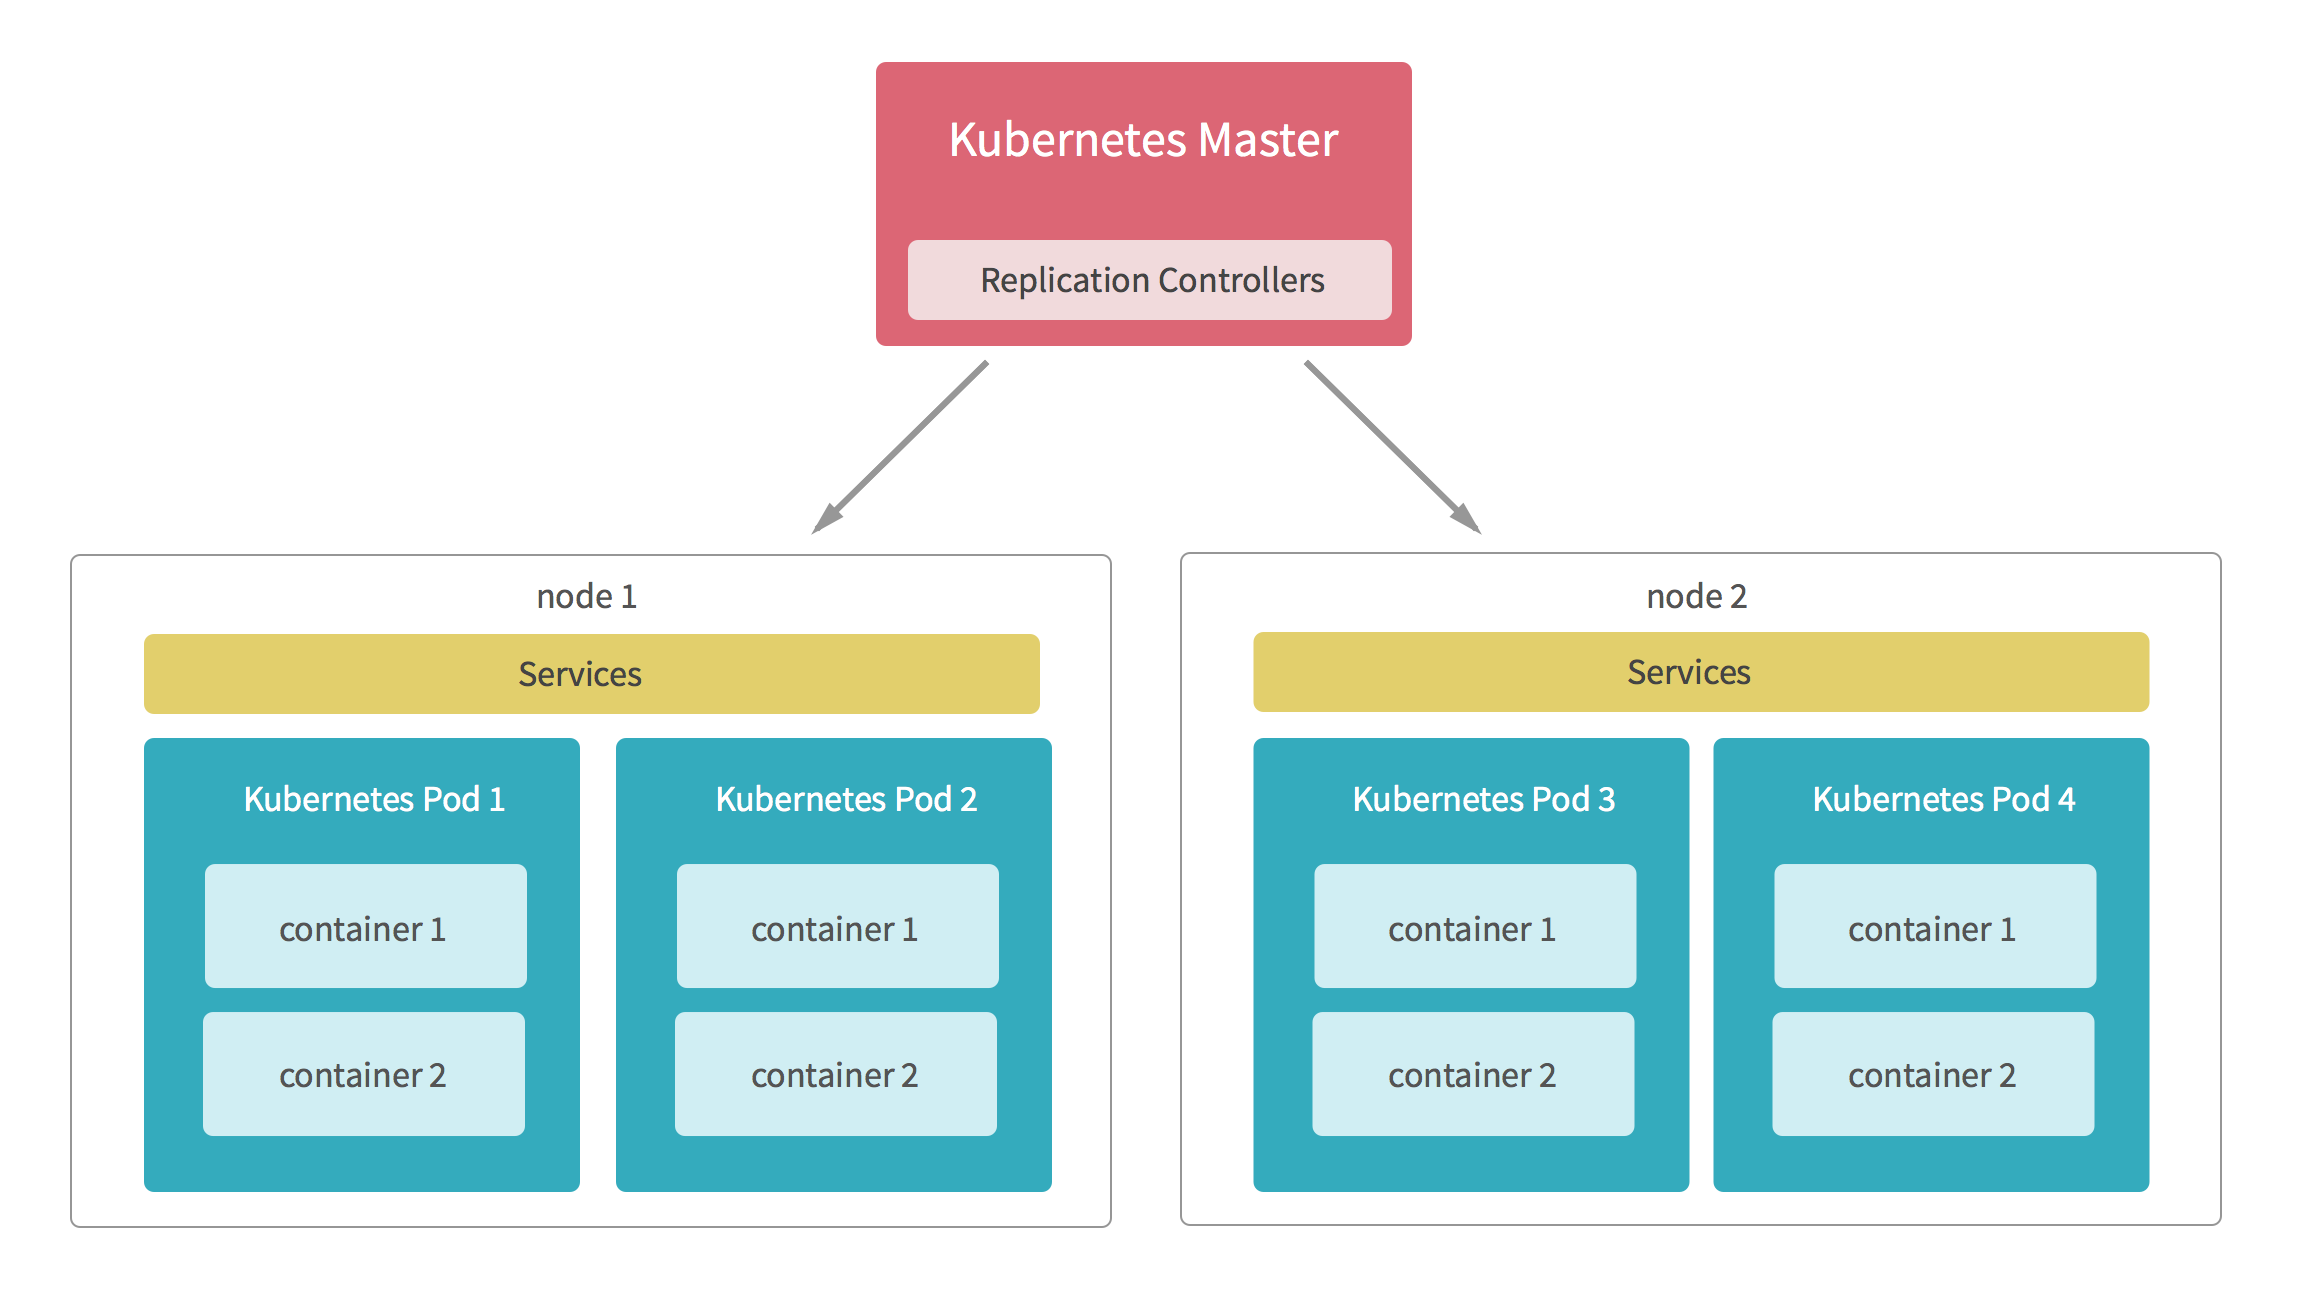 Kubernetes Master
Replication Controllers
node 1
Services
Kubernetes Pod 1
container 1
container 2
Kubernetes Pod 2
container 1
container 2
node 2
Services
Kubernetes Pod 3
container 1
container 2
Kubernetes Pod 4
container 1
container 2